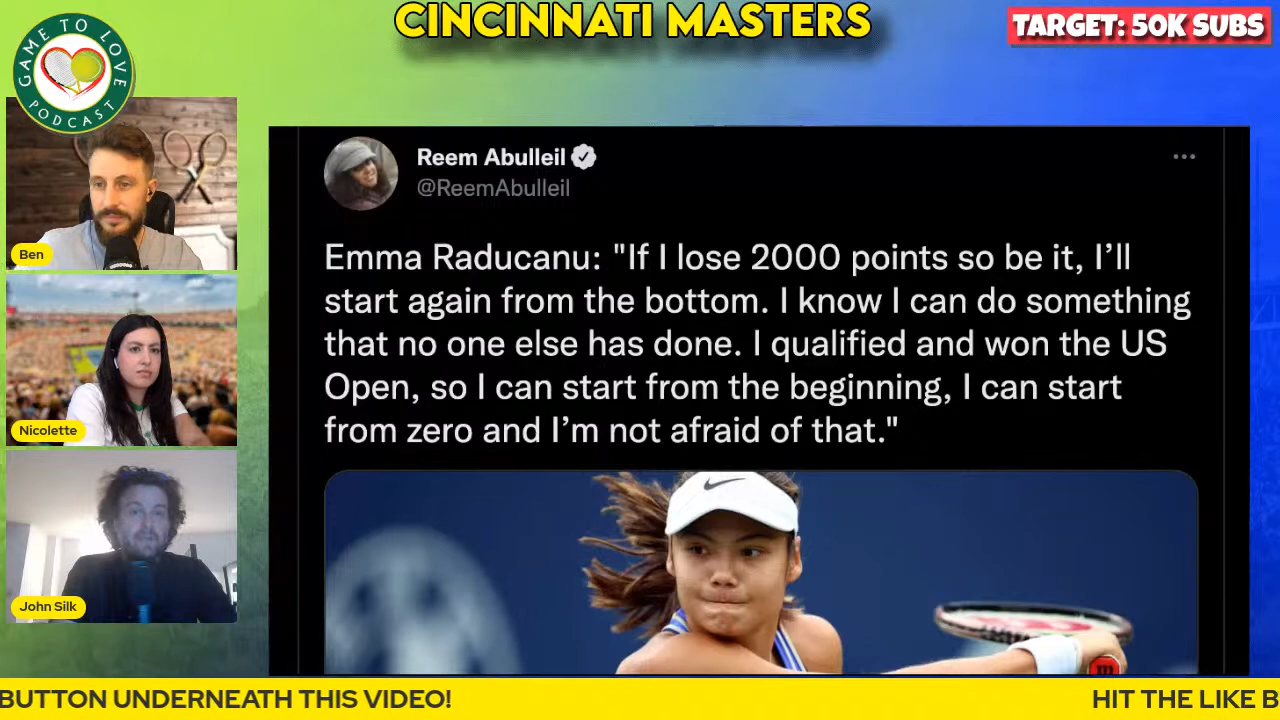 CINCINNATI MASTERS
TARGET: 50K SUBS
GAME TO LOVE
PODCAST
Ben
Nicolette
John Silk
Reem Abulleil
@ReemAbulleil
Emma Raducanu: "If I lose 2000 points so be it, I’ll
start again from the bottom. I know I can do something
that no one else has done. I qualified and won the US
Open, so I can start from the beginning, I can start
from zero and I’m not afraid of that."
BUTTON UNDERNEATH THIS VIDEO!
HIT THE LIKE B